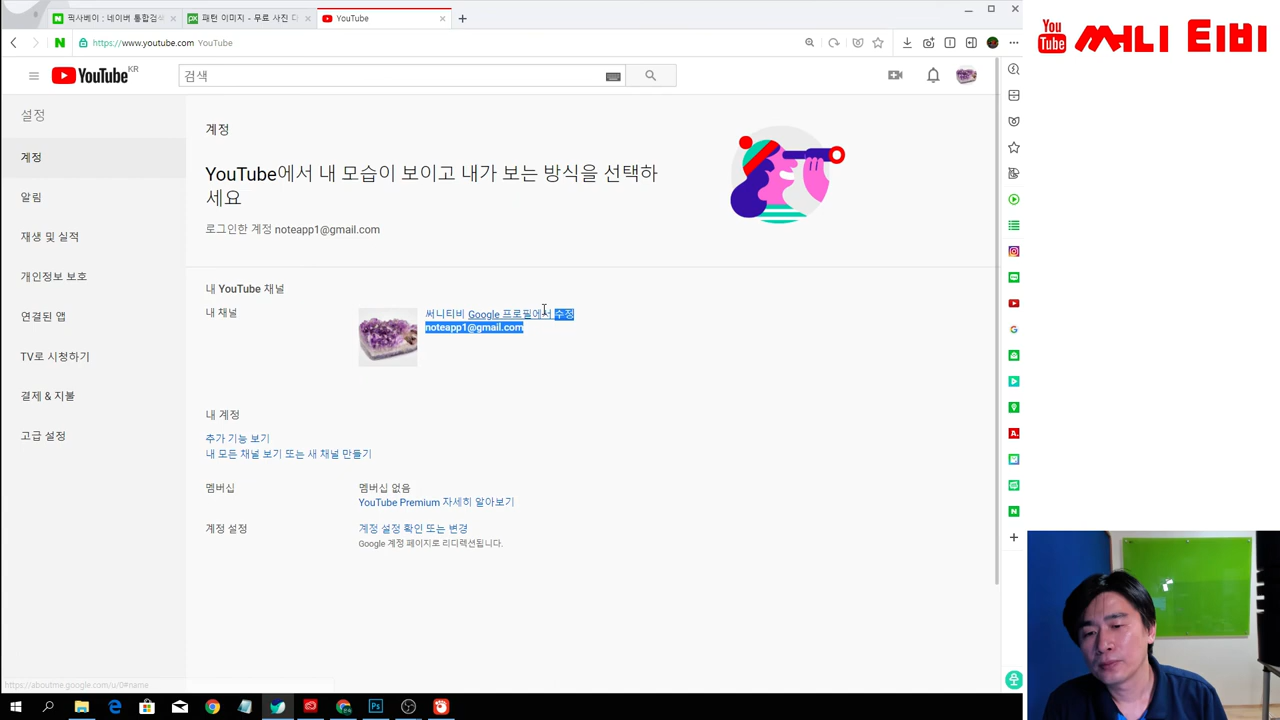 픽사베이 : 네이버 통합검색
패턴 이미지 - 무료 사진 다
YouTube
https://www.youtube.com YouTube
YouTube KR
검색
You
Tube
써니 티비
설정
계정
알림
재생 및 실적
개인정보 보호
연결된 앱
TV로 시청하기
결제 & 지불
고급 설정
계정
YouTube에서 내 모습이 보이고 내가 보는 방식을 선택하
세요
로그인한 계정 noteapp1@gmail.com
내 YouTube 채널
내 채널
써니티비 Google 프로필에서 수정
noteapp1@gmail.com
내 계정
추가 기능 보기
내 모든 채널 보기 또는 새 채널 만들기
멤버십
멤버십 없음
YouTube Premium 자세히 알아보기
계정 설정
계정 설정 확인 또는 변경
Google 계정 페이지로 리디렉션됩니다.
https://aboutme.google.com/u/0#name